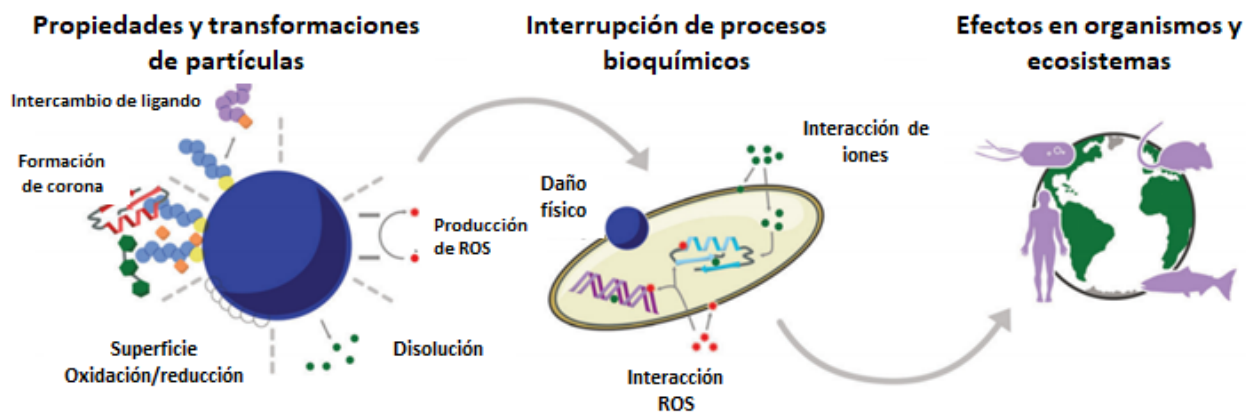 Propiedades y transformaciones
de partículas
Intercambio de ligando
Formación
de corona
Producción
de ROS
Superficie
Oxidación/reducción
Disolución
Interrupción de procesos
bioquímicos
Interacción de
iones
Daño
físico
Interacción
ROS
Efectos en organismos y
ecosistemas